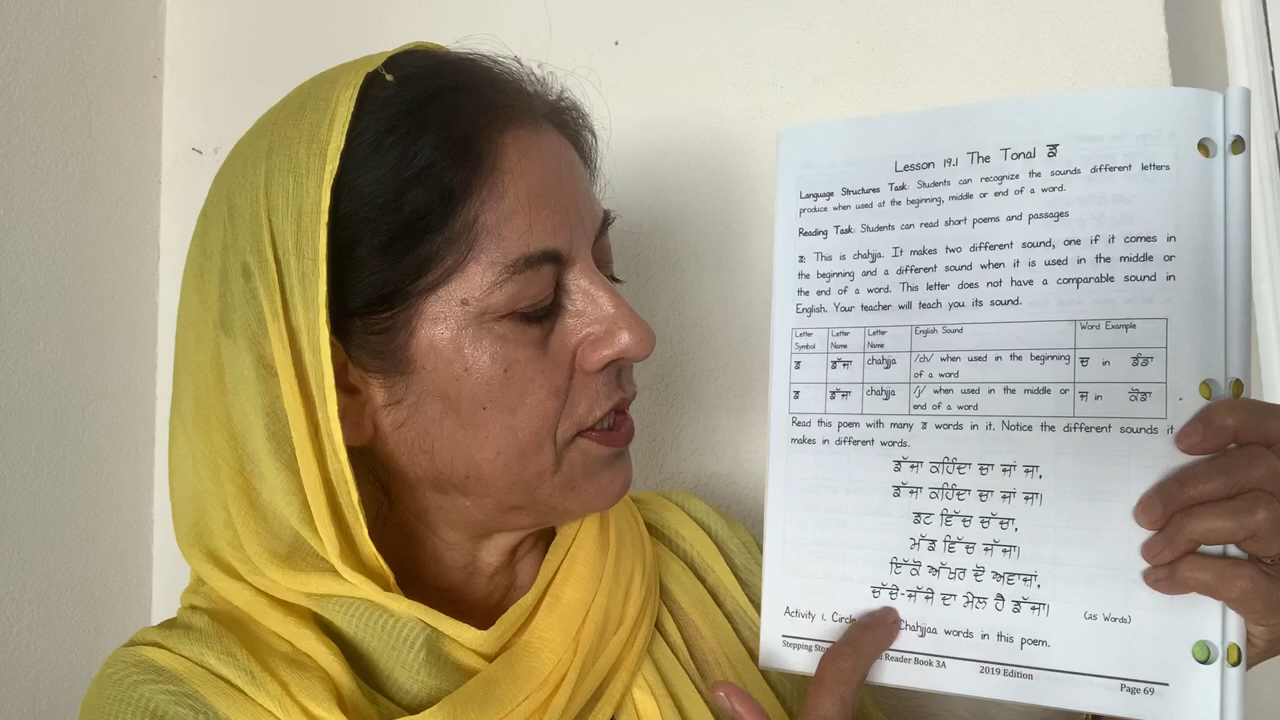 Lesson 19.1 The Tonal ਝ
Language Structures Task: Students can recognize the sounds different letters
produce when used at the beginning, middle or end of a word.
Reading Task: Students can read short poems and passages
ਝ: This is chahjja. It makes two different sound, one if it comes in
the beginning and a different sound when it is used in the middle or
the end of a word. This letter does not have a comparable sound in
English. Your teacher will teach you its sound.
Letter Symbol Letter Name Letter Name English Sound Word Example
ਝ ਝੱਜਾ chahjja /ch/ when used in the beginning of a word ਚ in ਝੰਡਾ
ਝ ਝੱਜਾ chahjja /j/ when used in the middle or end of a word ਜ in
Read this poem with many ਝ words in it. Notice the different sounds it
makes in different words.
ਝੱਜਾ ਕਹਿੰਦਾ ਚਾ ਜਾਂ ਜਾ,
ਝੱਜਾ ਕਹਿੰਦਾ ਚਾ ਜਾਂ ਜਾ।
ਝਟ ਵਿੱਚ ਚੱਚਾ,
ਮੱਝ ਵਿੱਚ ਜੱਜਾ।
ਇੱਕੋ ਅੱਖਰ ਦੋ ਅਵਾਜਾਂ,
ਚੱਚੇ-ਜੱਜੇ ਦਾ ਮੇਲ ਹੈ ਝੱਜਾ।
(25 Words)
Activity 1. Circle Chahjjaa words in this poem.
Stepping Reader Book 3A 2019 Edition Page 69